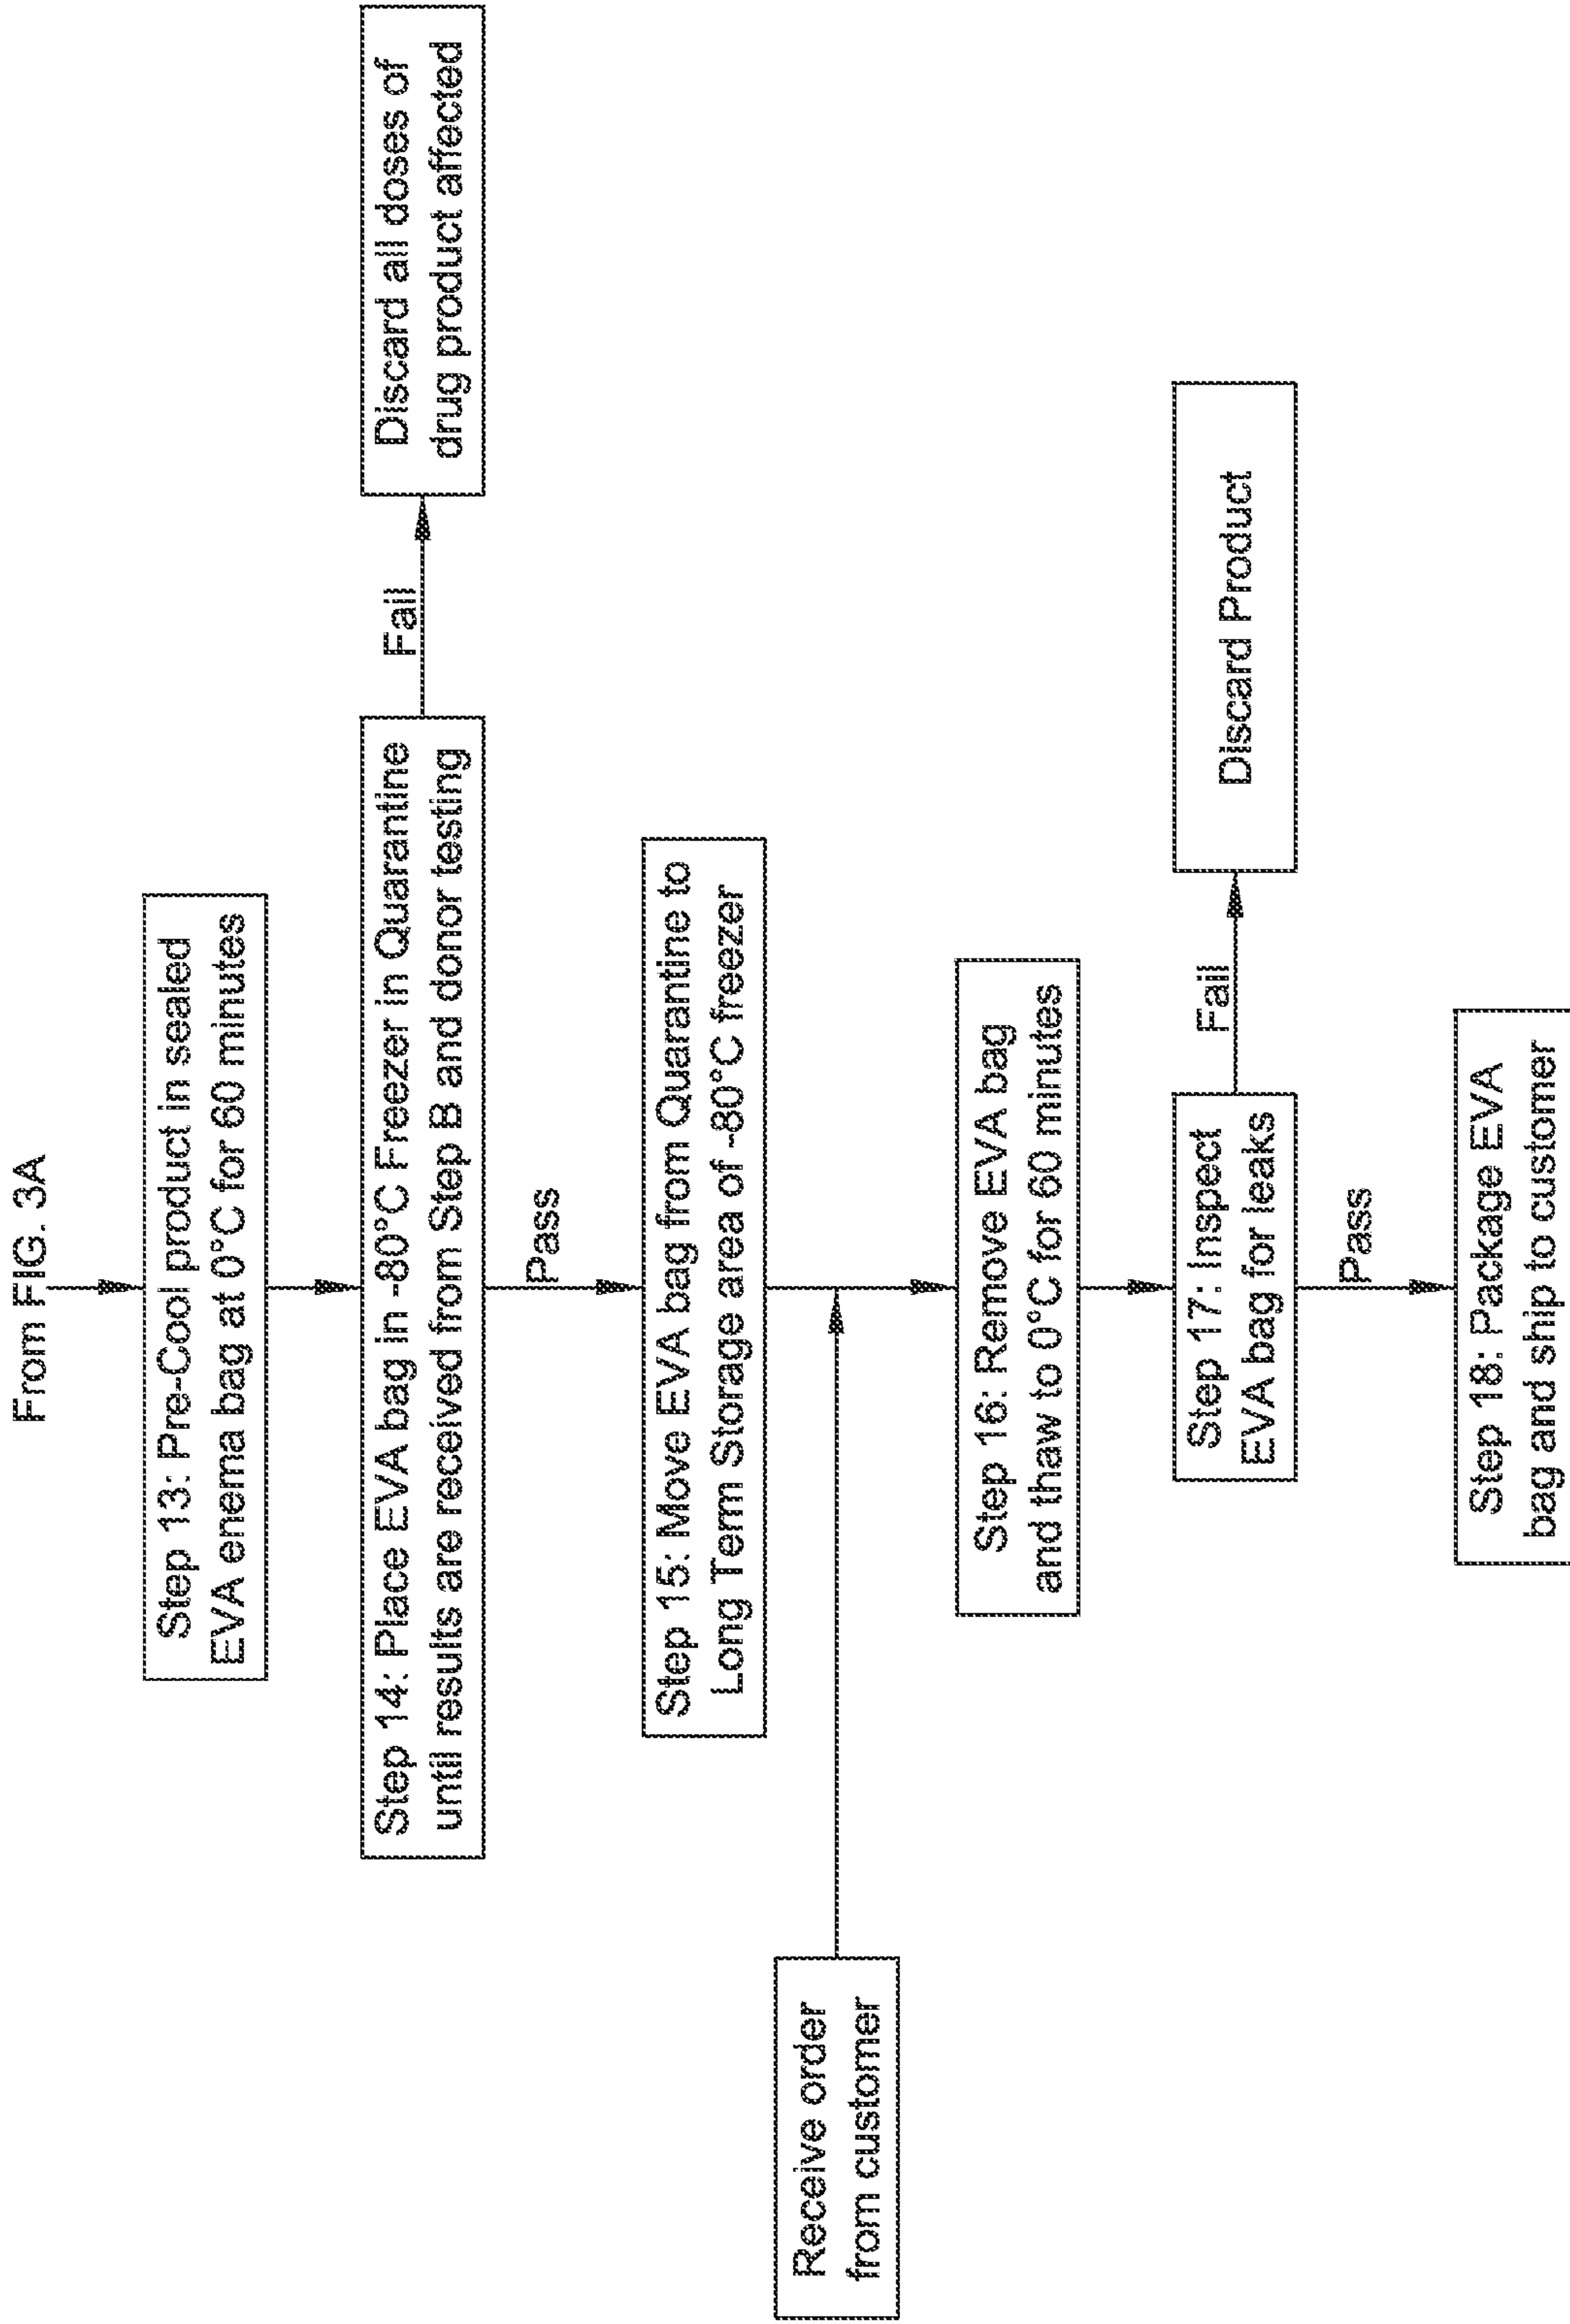 From FIG. 3A
Step 13: Pre-Cool product in sealed
EVA enema bag at 0°C for 60 minutes
Step 14: Place EVA bag in -80°C Freezer in Quarantine
until results are received from Step B and donor testing
Fail
Discard all doses of
drug product affected
Pass
Step 15: Move EVA bag from Quarantine to
Long Term Storage area of -80°C freezer
Receive order
from customer
Step 16: Remove EVA bag
and thaw to 0°C for 60 minutes
Step 17: Inspect
EVA bag for leaks
Fail
Discard Product
Pass
Step 18: Package EVA
bag and ship to customer